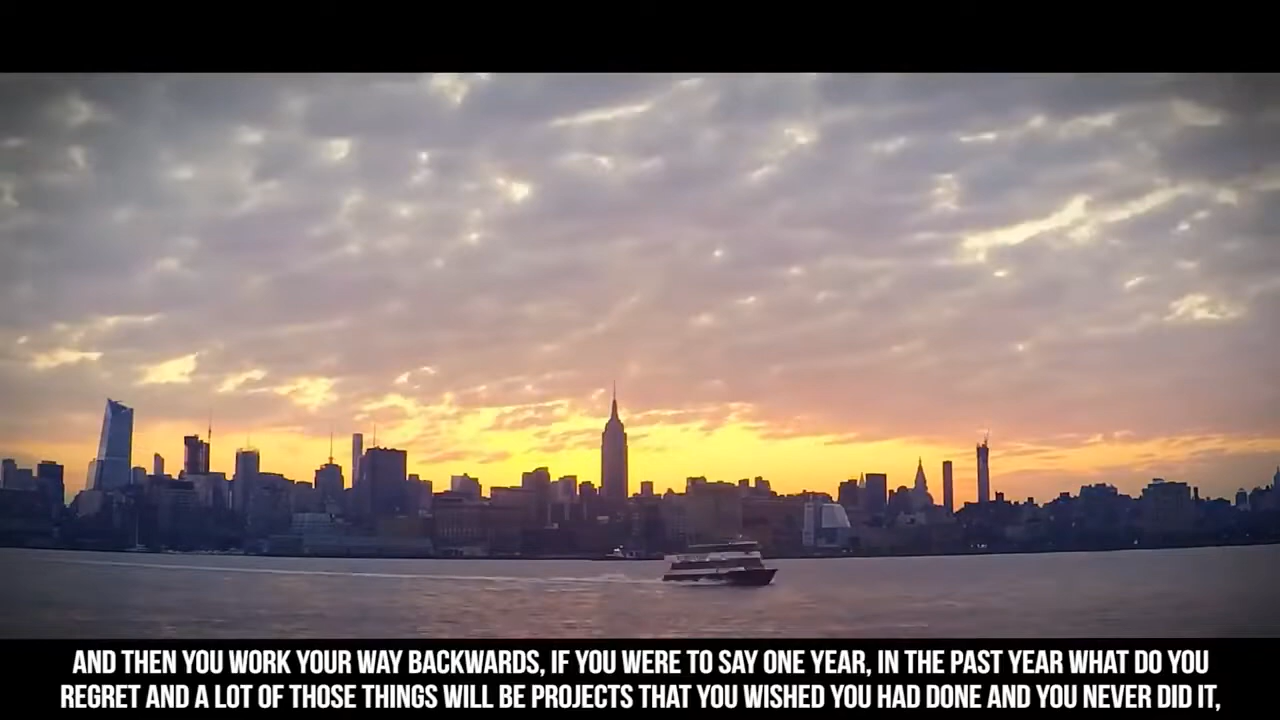 AND THEN YOU WORK YOUR WAY BACKWARDS, IF YOU WERE TO SAY ONE YEAR, IN THE PAST YEAR WHAT DO YOU
REGRET AND A LOT OF THOSE THINGS WILL BE PROJECTS THAT YOU WISHED YOU HAD DONE AND YOU NEVER DID IT,